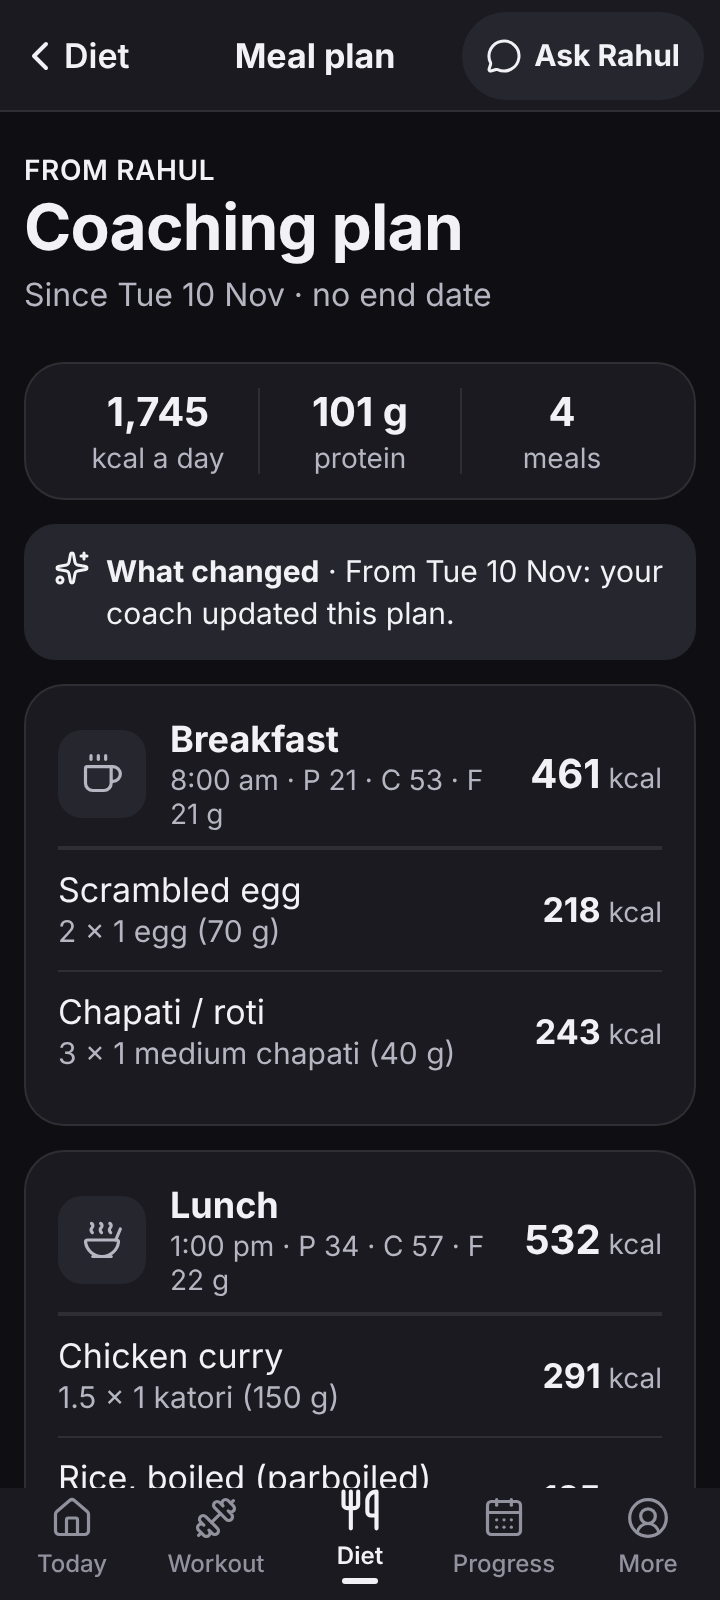 Diet
Meal plan
Ask Rahul
FROM RAHUL
Coaching plan
Since Tue 10 Nov · no end date
1,745
kcal a day
101 g
protein
4
meals
What changed · From Tue 10 Nov: your
coach updated this plan.
Breakfast
8:00 am · P 21 · C 53 · F
21 g
461 kcal
Scrambled egg
2 × 1 egg (70 g)
218 kcal
Chapati / roti
3 × 1 medium chapati (40 g)
243 kcal
Lunch
1:00 pm · P 34 · C 57 · F
22 g
532 kcal
Chicken curry
1.5 × 1 katori (150 g)
291 kcal
Rice, boiled (parboiled)
Today
Workout
Diet
Progress
More